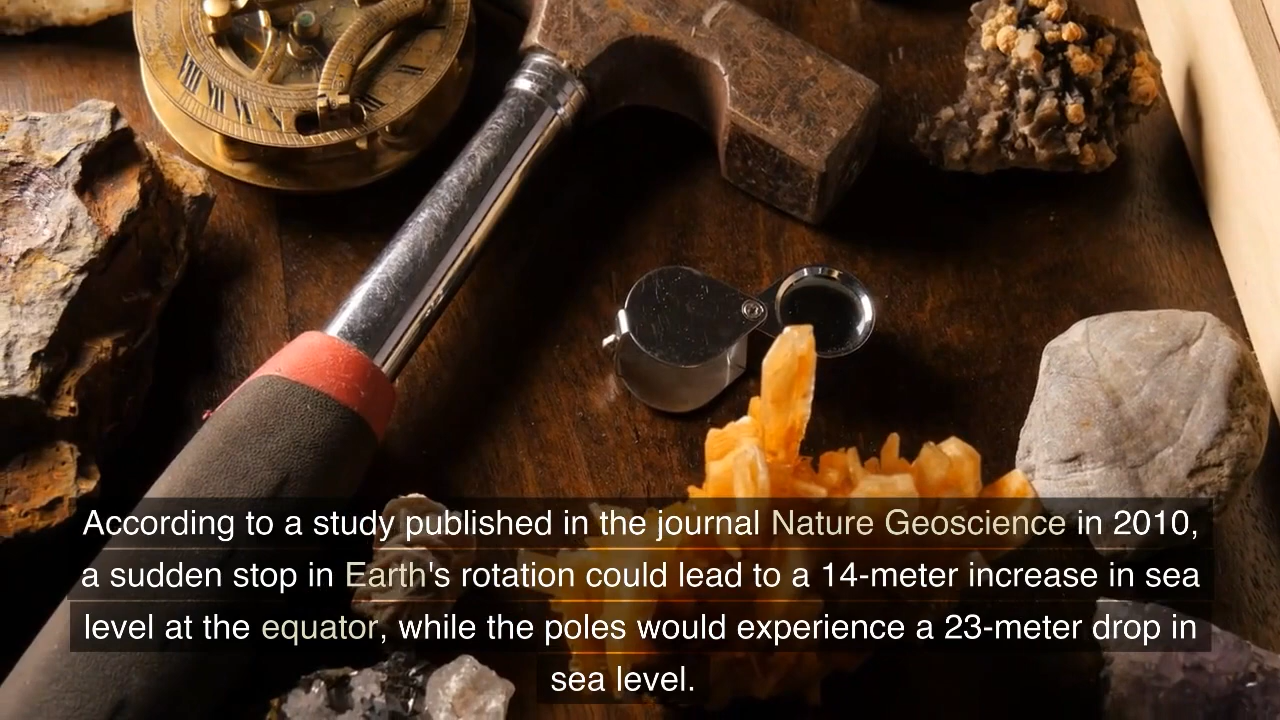 According to a study published in the journal Nature Geoscience in 2010,
a sudden stop in Earth's rotation could lead to a 14-meter increase in sea
level at the equator, while the poles would experience a 23-meter drop in
sea level.